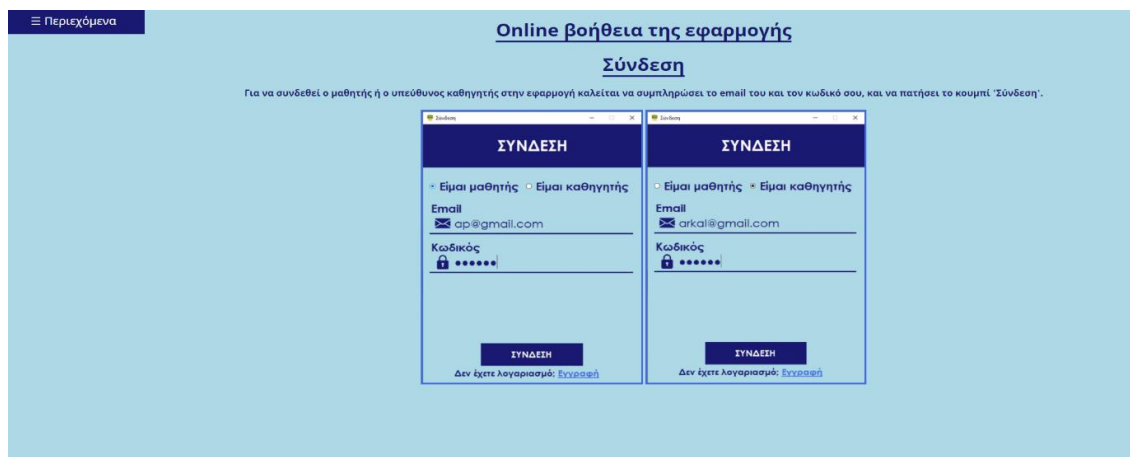 ☰ Περιεχόμενα
Online βοήθεια της εφαρμογής
Σύνδεση
Για να συνδεθεί ο μαθητής ή ο υπεύθυνος καθηγητής στην εφαρμογή καλείται να συμπληρώσει το email του και τον κωδικό σου, και να πατήσει το κουμπί 'Σύνδεση'.
Σύνδεση
ΣΥΝΔΕΣΗ
Είμαι μαθητής Είμαι καθηγητής
Email
ap@gmail.com
Κωδικός
••••••
ΣΥΝΔΕΣΗ
Δεν έχετε λογαριασμό; Εγγραφή
Σύνδεση
ΣΥΝΔΕΣΗ
Είμαι μαθητής Είμαι καθηγητής
Email
arkal@gmail.com
Κωδικός
••••••
ΣΥΝΔΕΣΗ
Δεν έχετε λογαριασμό; Εγγραφή